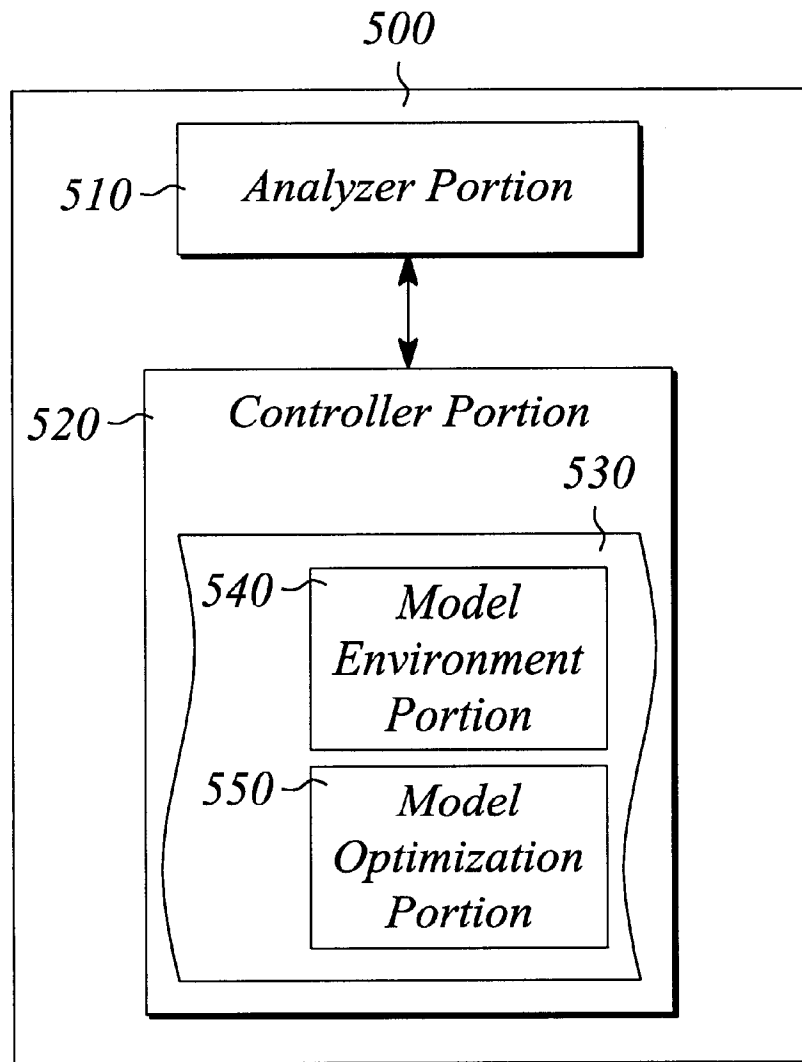 500
510
Analyzer Portion
520
Controller Portion
530
540
Model
Environment
Portion
550
Model
Optimization
Portion